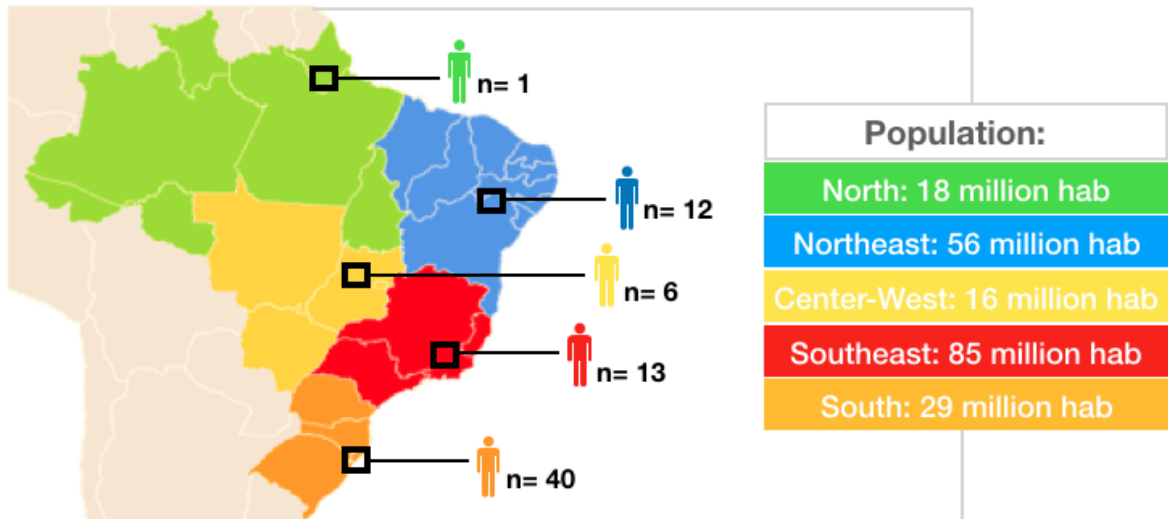 n= 1
n= 12
n= 6
n= 13
n= 40
Population:
North: 18 million hab
Northeast: 56 million hab
Center-West: 16 million hab
Southeast: 85 million hab
South: 29 million hab